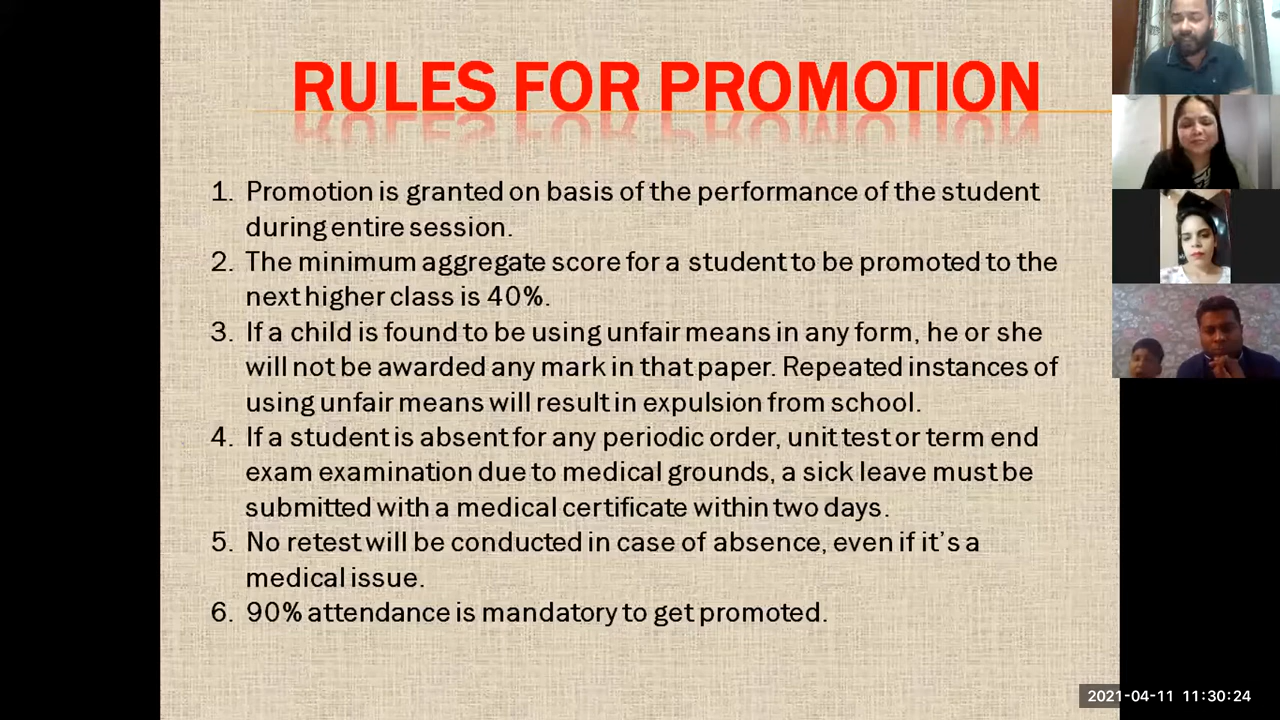 RULES FOR PROMOTION
1. Promotion is granted on basis of the performance of the student
during entire session.
2. The minimum aggregate score for a student to be promoted to the
next higher class is 40%.
3. If a child is found to be using unfair means in any form, he or she
will not be awarded any mark in that paper. Repeated instances of
using unfair means will result in expulsion from school.
4. If a student is absent for any periodic order, unit test or term end
exam examination due to medical grounds, a sick leave must be
submitted with a medical certificate within two days.
5. No retest will be conducted in case of absence, even if it's a
medical issue.
6. 90% attendance is mandatory to get promoted.
2021-04-11 11:30:24